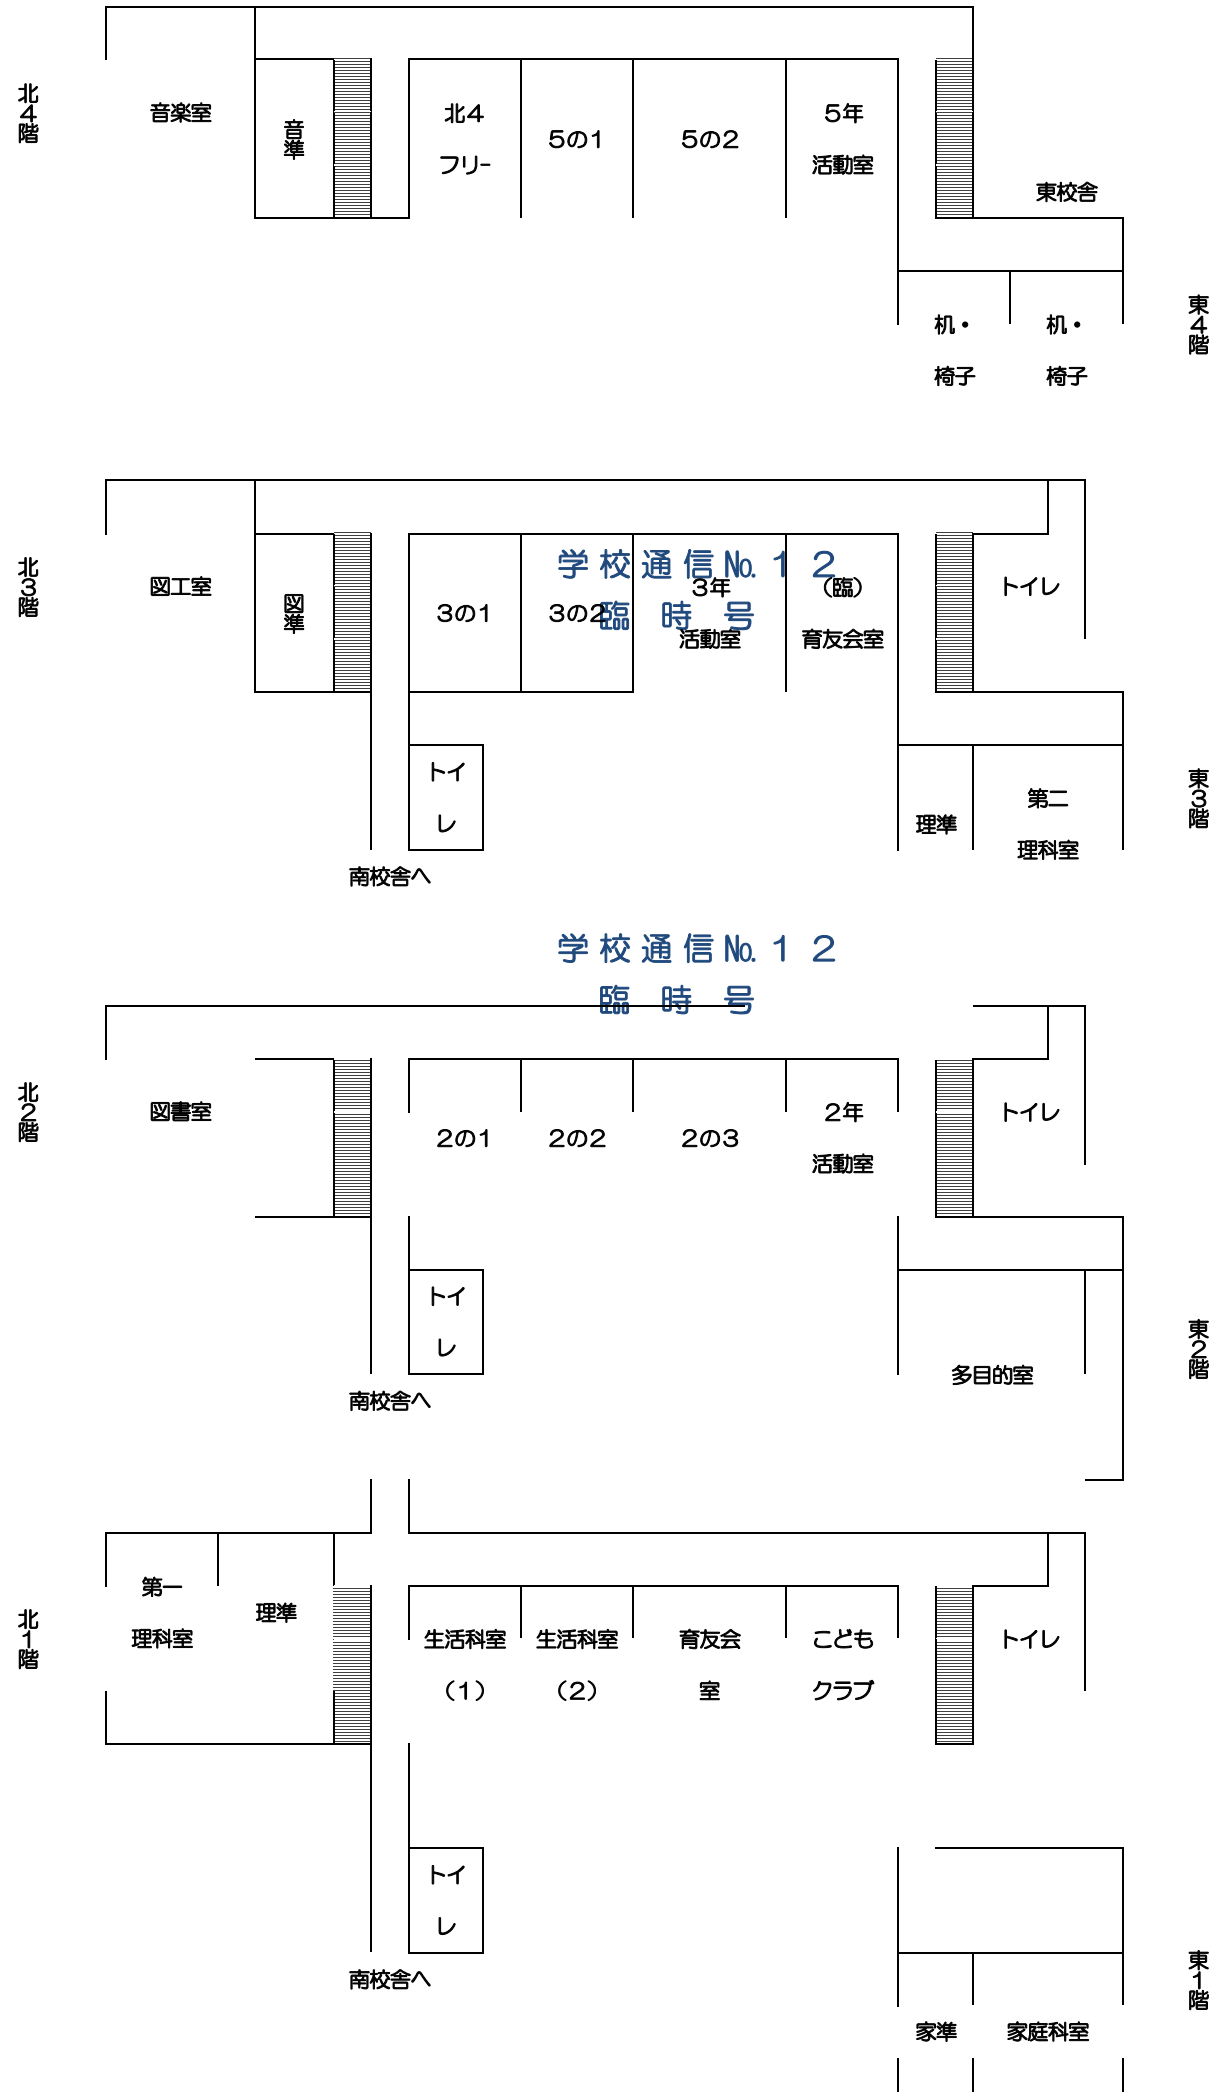 北4階
音楽室
音準
北４
フリｰ
５の１
５の２
５年
活動室
東校舎
机・
椅子
机・
椅子
東4階
北3階
図工室
図準
３の１
３の２
３年
活動室
（臨）
育友会室
トイレ
学校通信№１２
臨時号
トイ
レ
南校舎へ
理準
第二
理科室
東3階
学校通信№１２
臨時号
北2階
図書室
２の１
２の２
２の３
２年
活動室
トイレ
トイ
レ
南校舎へ
多目的室
東2階
北1階
第一
理科室
理準
生活科室
（１）
生活科室
（２）
育友会
室
こども
クラブ
トイレ
トイ
レ
南校舎へ
家準
家庭科室
東1階